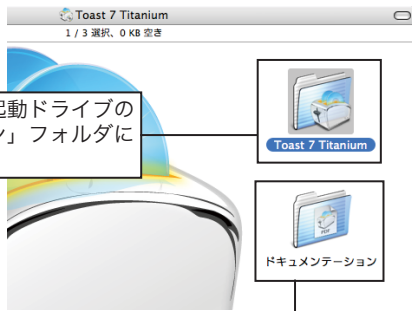 Toast 7 Titanium
1 / 3 選択、0 KB 空き
起動ドライブの
ン」フォルダに
Toast 7 Titanium
PDF
ドキュメンテーション